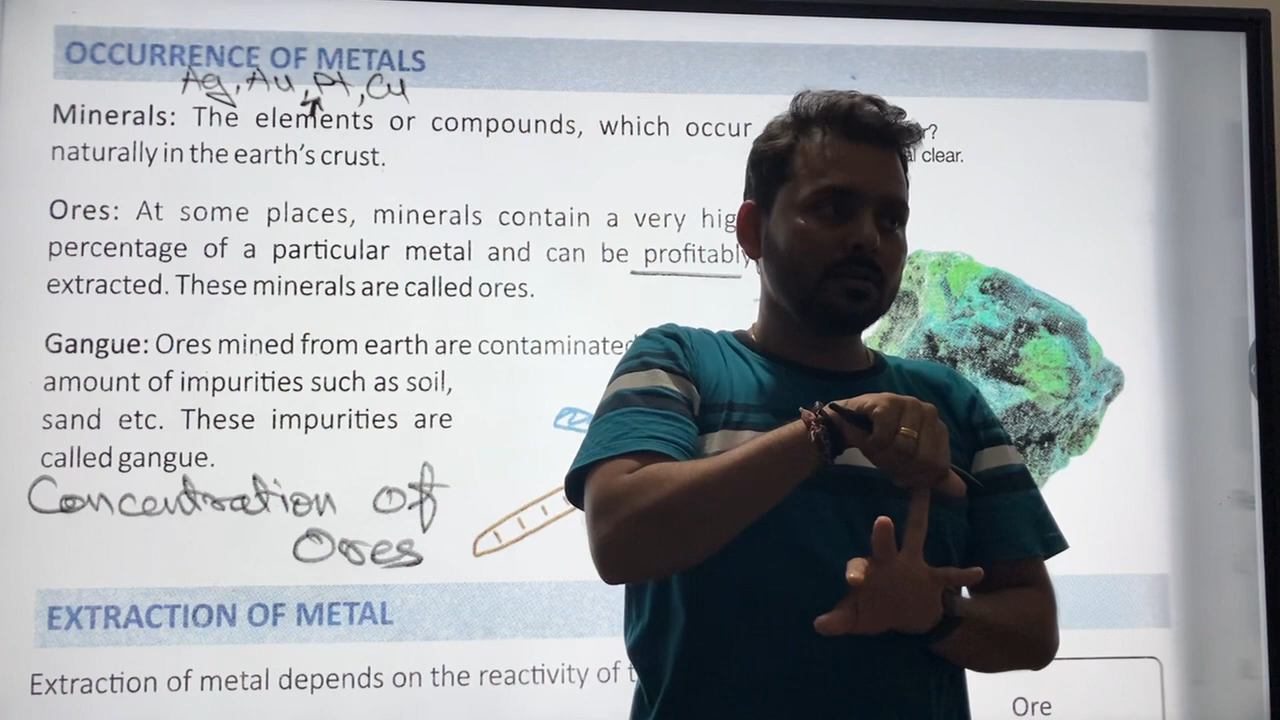 OCCURRENCE OF METALS
Ag, Au, Pt, Cu
Minerals: The elements or compounds, which occur
naturally in the earth's crust.
al clear.
Ores: At some places, minerals contain a very hig
percentage of a particular metal and can be profitably
extracted. These minerals are called ores.
Gangue: Ores mined from earth are contaminated
amount of impurities such as soil,
sand etc. These impurities are
called gangue.
Concentration of
Ores
EXTRACTION OF METAL
Extraction of metal depends on the reactivity of t
Ore